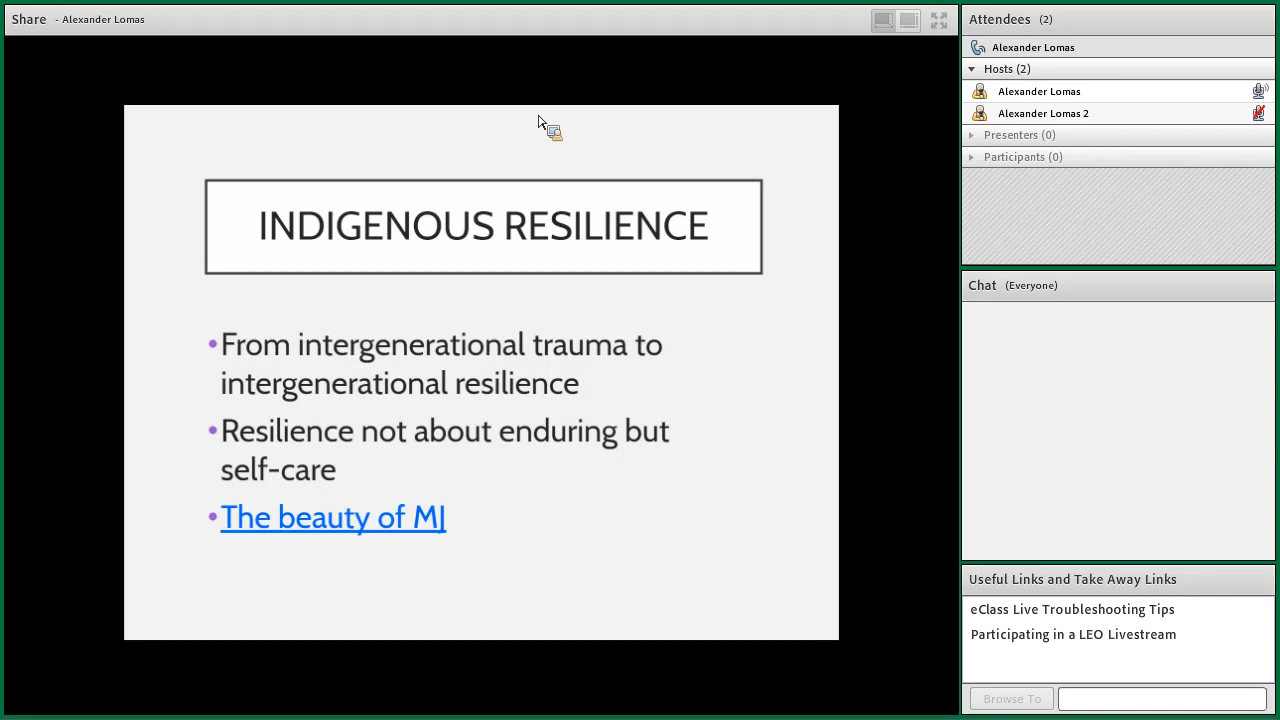 Share - Alexander Lomas
INDIGENOUS RESILIENCE
•From intergenerational trauma to
intergenerational resilience
•Resilience not about enduring but
self-care
•The beauty of MJ
Attendees (2)
Alexander Lomas
Hosts (2)
Alexander Lomas
Alexander Lomas 2
Presenters (0)
Participants (0)
Chat (Everyone)
Useful Links and Take Away Links
eClass Live Troubleshooting Tips
Participating in a LEO Livestream
Browse To